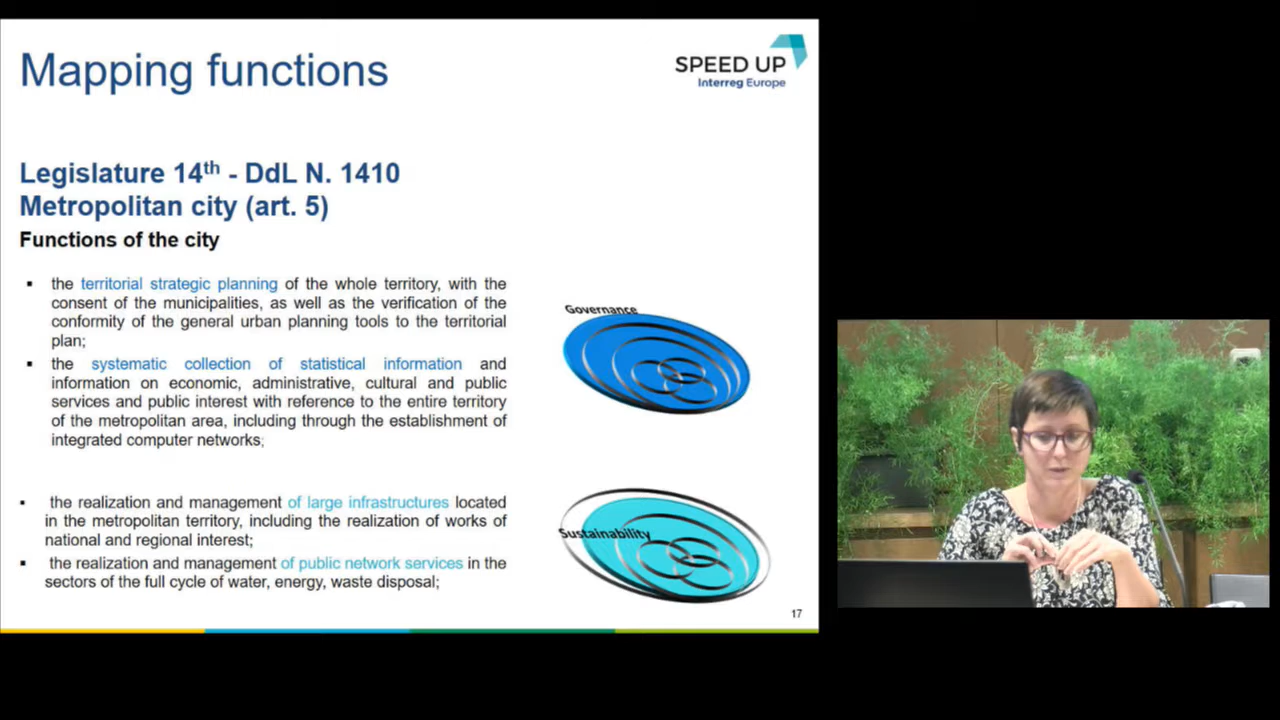 Mapping functions
SPEED UP
Interreg Europe
Legislature 14th - DdL N. 1410
Metropolitan city (art. 5)
Functions of the city
▪ the territorial strategic planning of the whole territory, with the
consent of the municipalities, as well as the verification of the
conformity of the general urban planning tools to the territorial
plan;
▪ the systematic collection of statistical information and
information on economic, administrative, cultural and public
services and public interest with reference to the entire territory
of the metropolitan area, including through the establishment of
integrated computer networks;
Governance
▪ the realization and management of large infrastructures located
in the metropolitan territory, including the realization of works of
national and regional interest;
▪ the realization and management of public network services in the
sectors of the full cycle of water, energy, waste disposal;
Sustainability
17